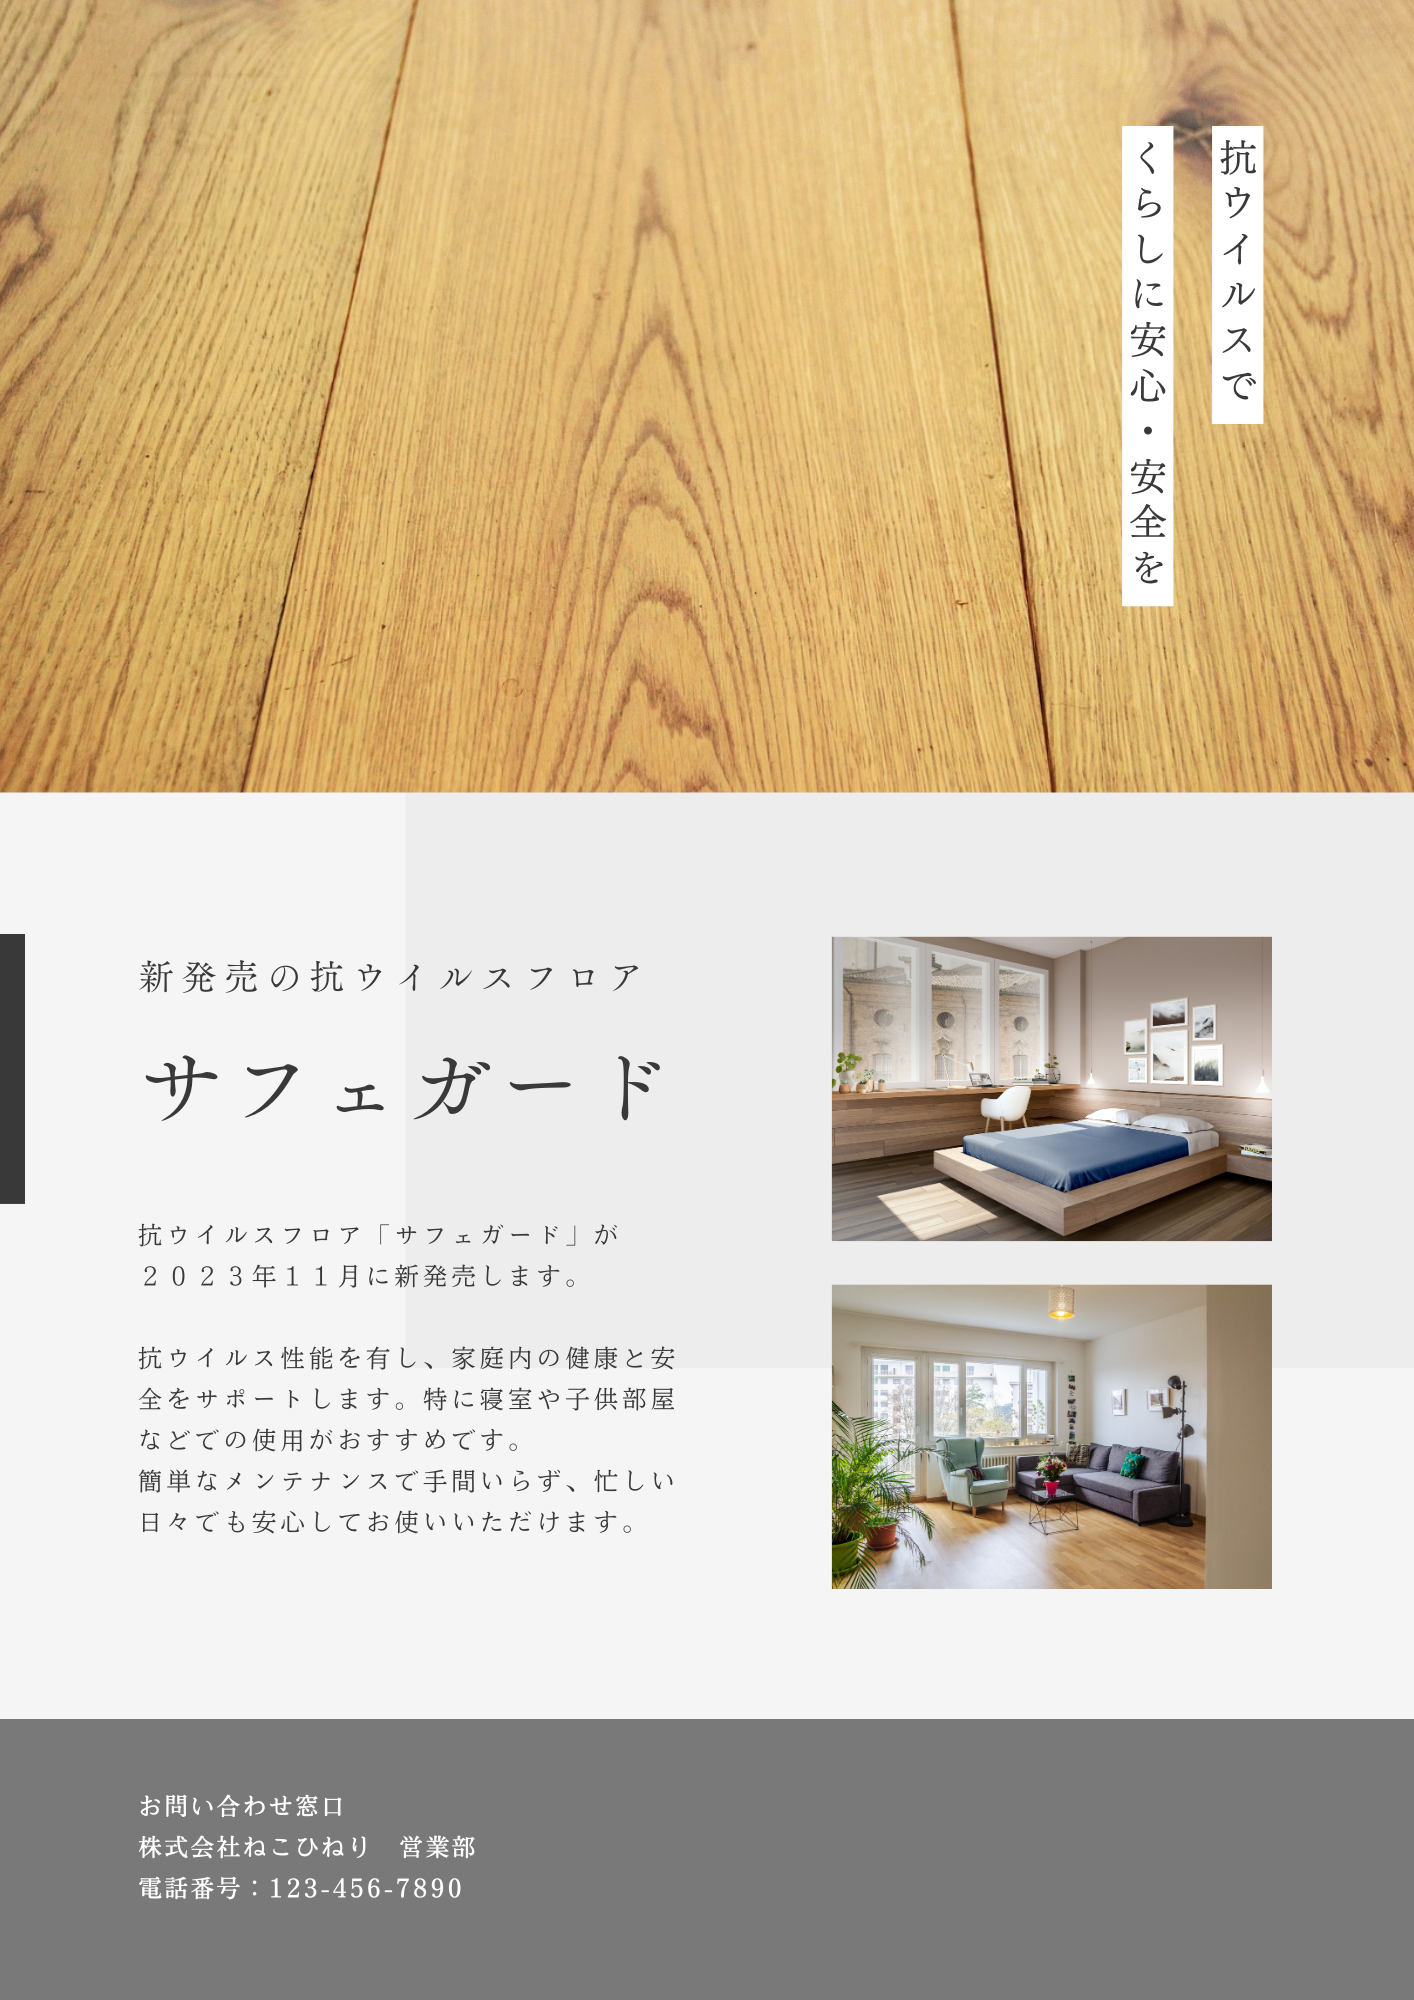 抗ウイルスで
くらしに安心・安全を
新発売の抗ウイルスフロア
サフェガード
抗ウイルスフロア「サフェガード」が
２０２３年１１月に新発売します。
抗ウイルス性能を有し、家庭内の健康と安
全をサポートします。特に寝室や子供部屋
などでの使用がおすすめです。
簡単なメンテナンスで手間いらず、忙しい
日々でも安心してお使いいただけます。
お問い合わせ窓口
株式会社ねこひねり　営業部
電話番号：123-456-7890